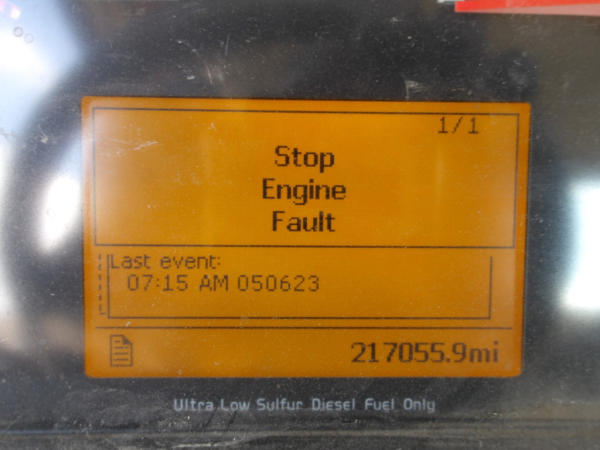 1/1
Stop
Engine
Fault
Last event:
07:15 AM 050623
217055.9mi
Ultra Low Sulfur Diesel Fuel Only